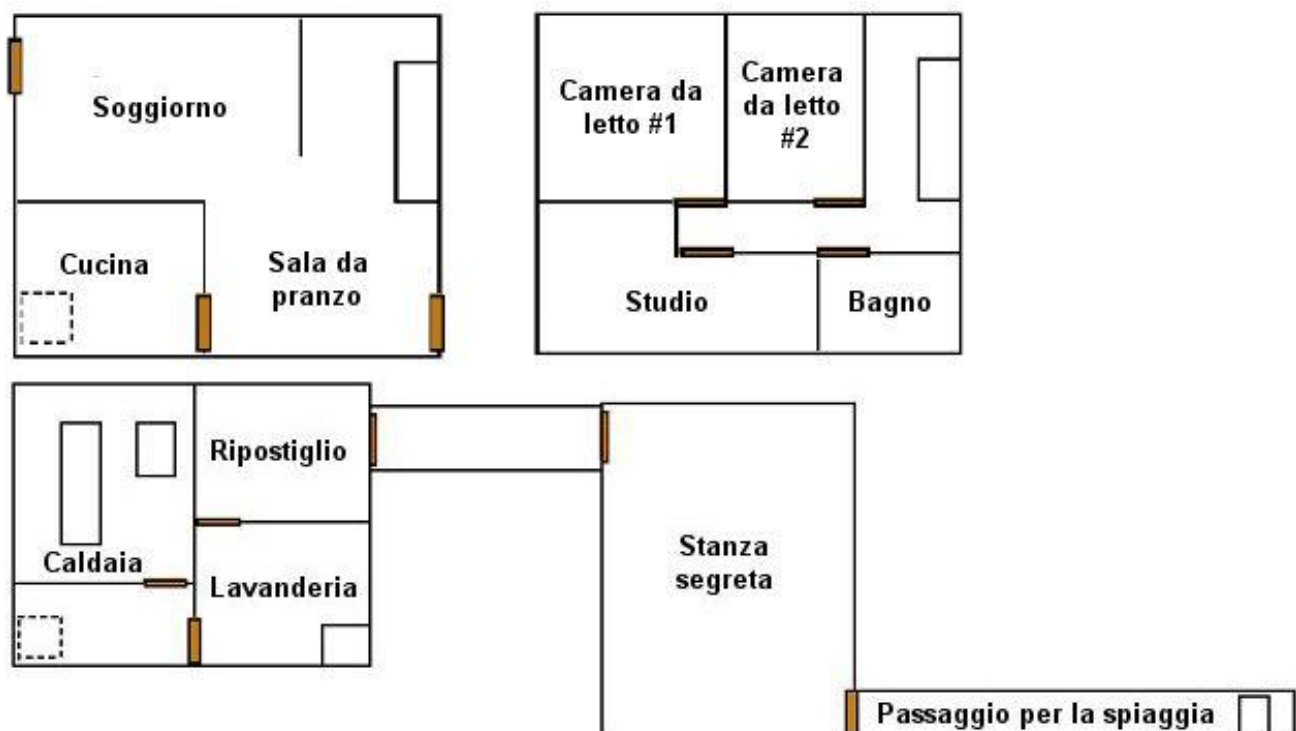 Soggiorno
Cucina
Sala da
pranzo
Camera da
letto #1
Camera
da letto
#2
Studio
Bagno
Ripostiglio
Caldaia
Lavanderia
Stanza
segreta
Passaggio per la spiaggia